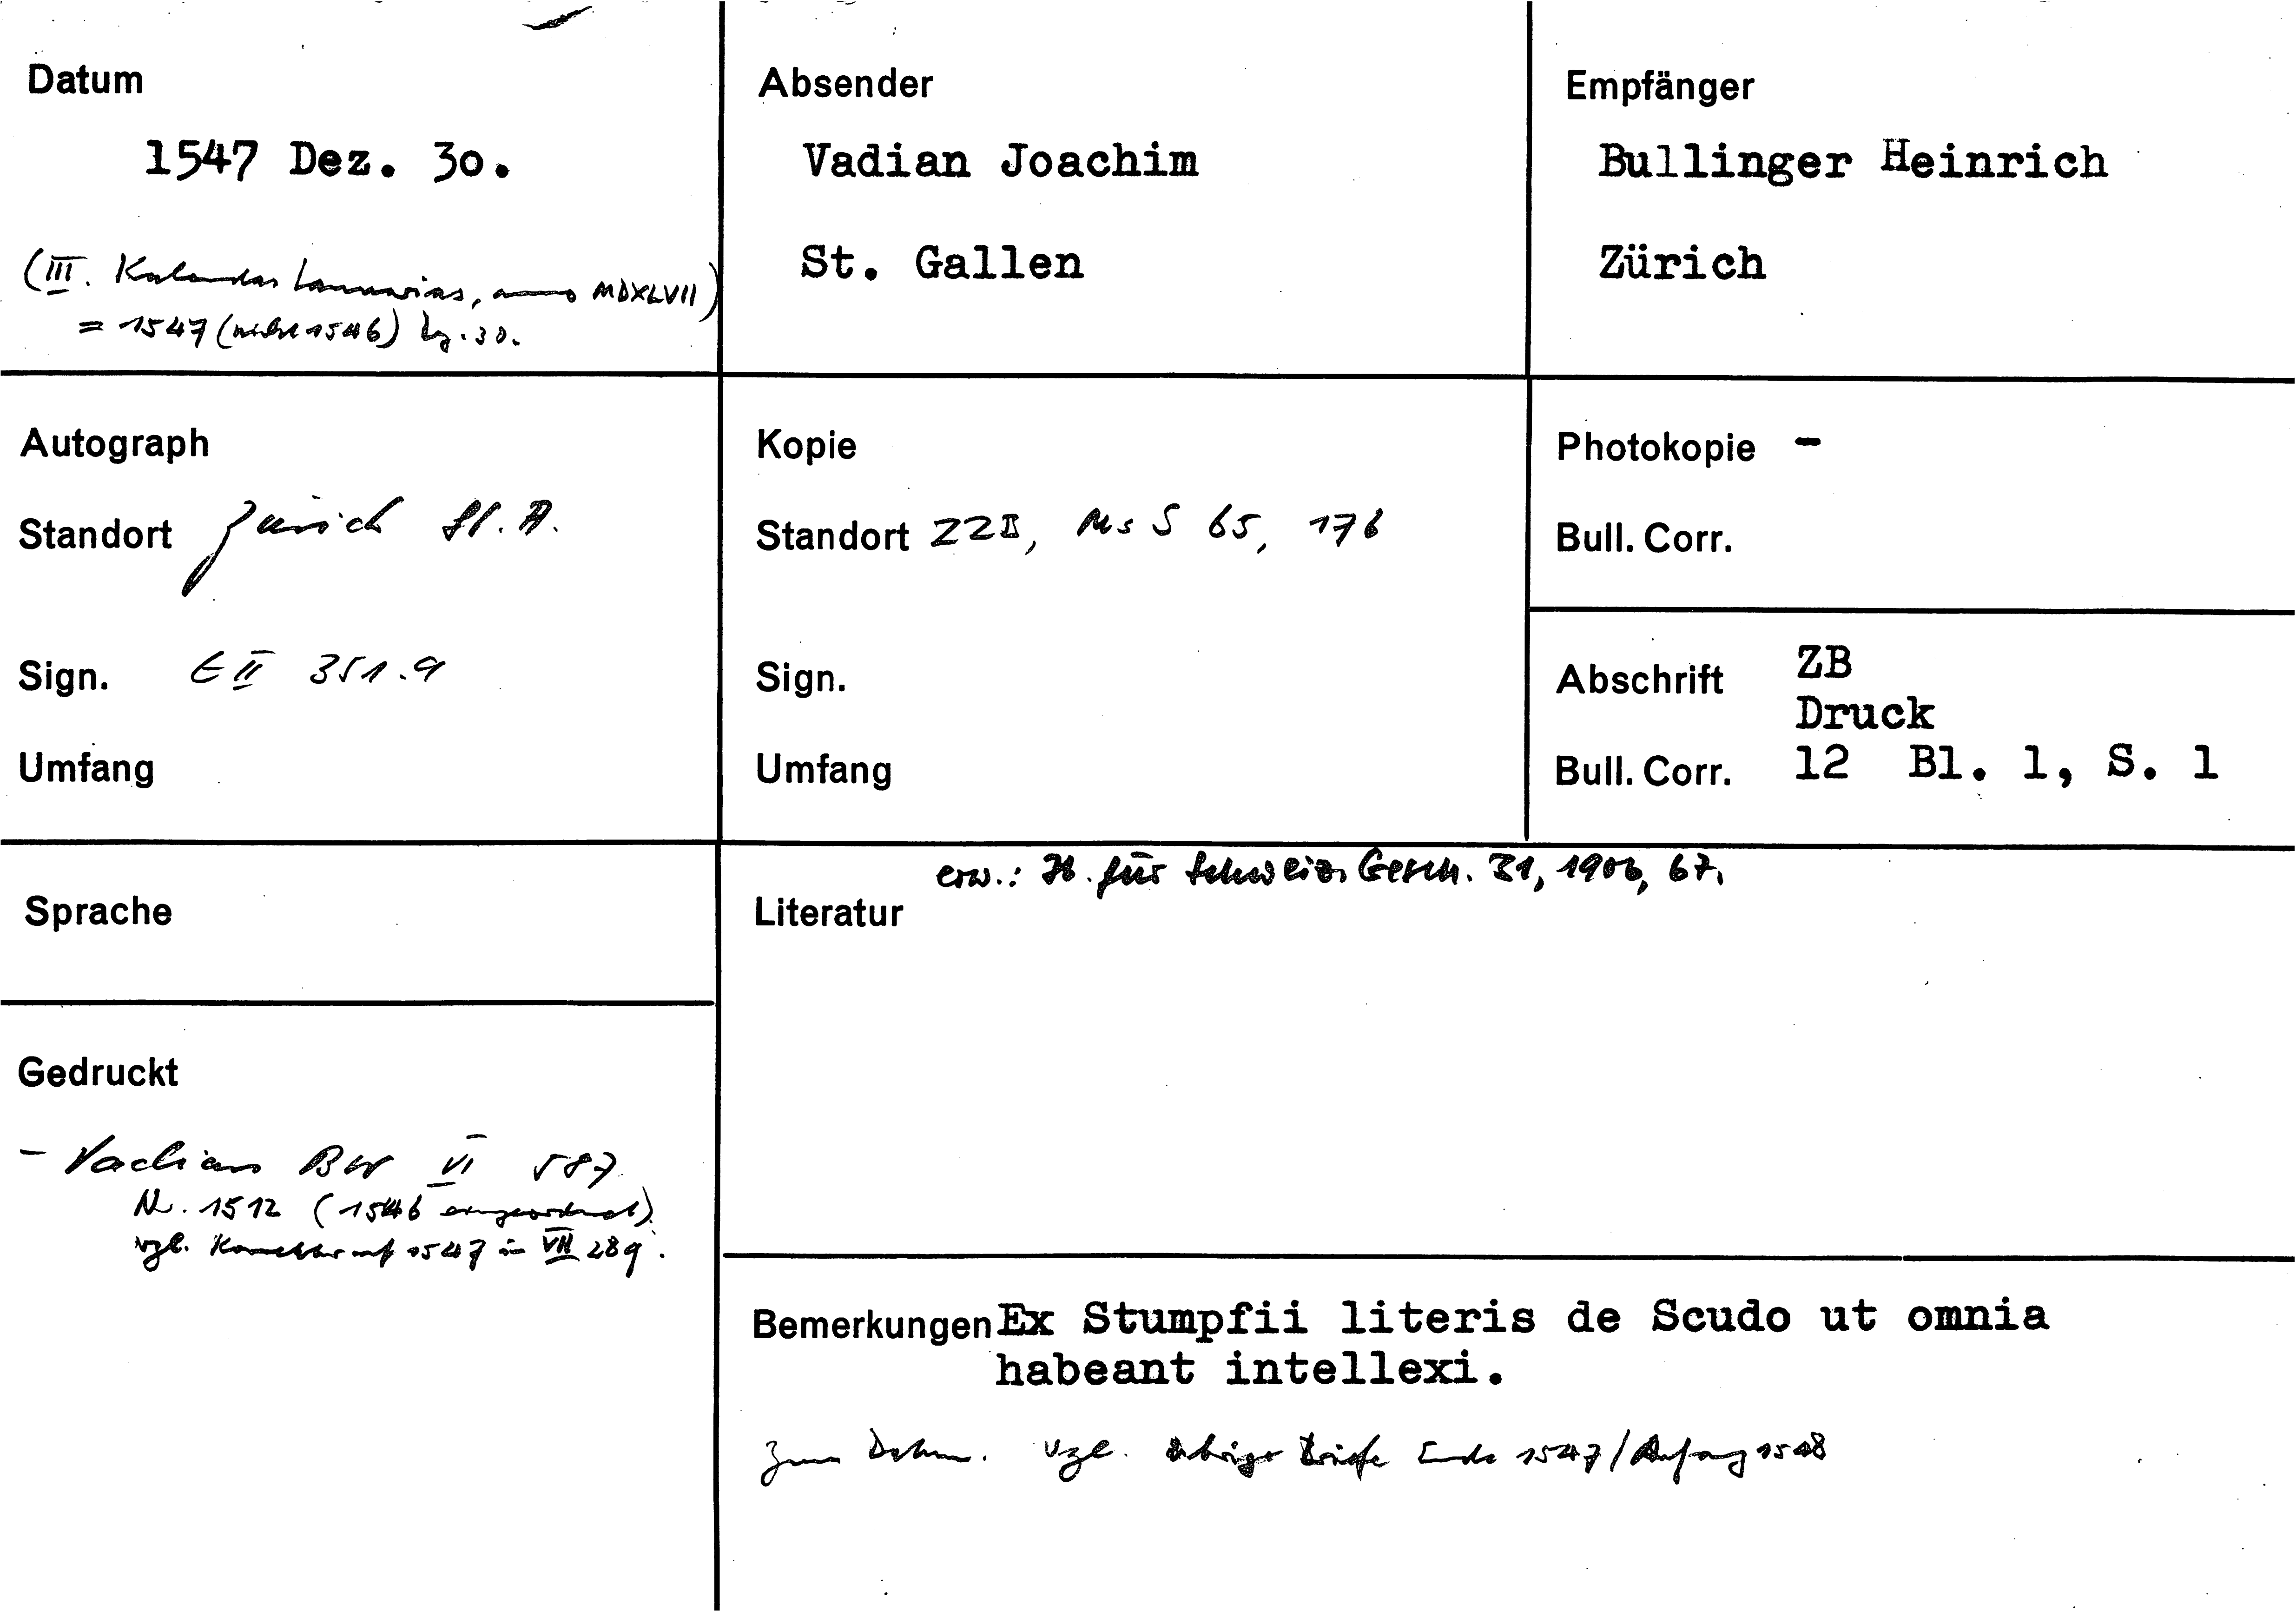 Datum
1547 Dez. 30.
(III. Kalendas Januarias, anno MDXLVII)
= 1547 (nicht 1546) Dez. 30.
Absender
Vadian Joachim
St. Gallen
Empfänger
Bullinger Heinrich
Zürich
Autograph
Standort Zürich St.A.
Sign. E II 351.9
Umfang
Kopie
Standort ZZB, Ms S 65, 176
Sign.
Umfang
Photokopie -
Bull. Corr.
Abschrift ZB
Druck
Bull. Corr. 12 Bl. 1, S. 1
Sprache
Gedruckt
- Vadians BW VI 587
Nr. 1512 (1546 eingeordnet)
vgl. Korrektur auf 1547 in VII 289.
erw.: Jb. für Schweiz. Gesch. 31, 1906, 67.
Literatur
Bemerkungen Ex Stumpfii literis de Scudo ut omnia
habeant intellexi.
Zum Datum. vgl. übrige Briefe Ende 1547/Anfang 1548